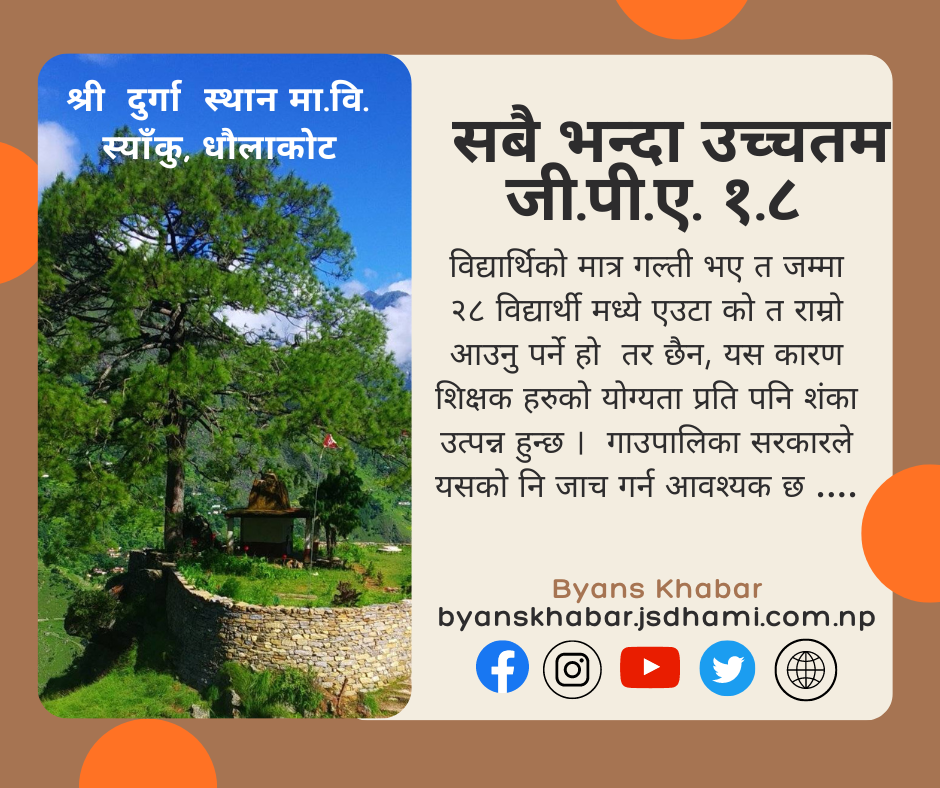 श्री दुर्गा स्थान मा.वि.
स्याँकु, धौलाकोट
सबै भन्दा उच्चतम
जी.पी.ए. १.८
विद्यार्थिको मात्र गल्ती भए त जम्मा
२८ विद्यार्थी मध्ये एउटा को त राम्रो
आउनु पर्ने हो तर छैन, यस कारण
शिक्षक हरुको योग्यता प्रति पनि शंका
उत्पन्न हुन्छ । गाउपालिका सरकारले
यसको नि जाच गर्न आवश्यक छ ....
Byans Khabar
byanskhabar.jsdhami.com.np